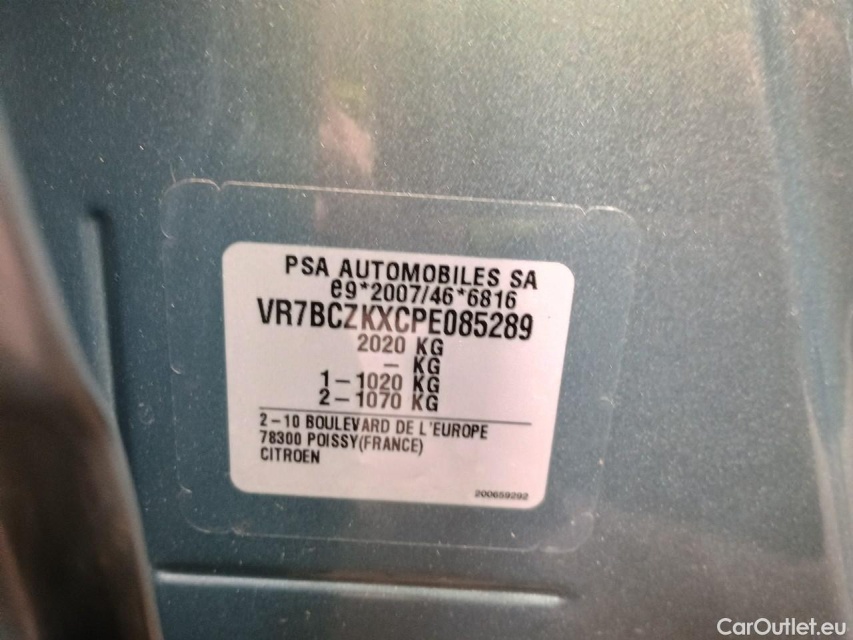 PSA AUTOMOBILES SA
e9*2007/46*6816
VR7BCZKXCPE085289
2020 KG
– KG
1 – 1020 KG
2 – 1070 KG
2 – 10 BOULEVARD DE L'EUROPE
78300 POISSY(FRANCE)
CITROEN
200659292
CarOutlet.eu